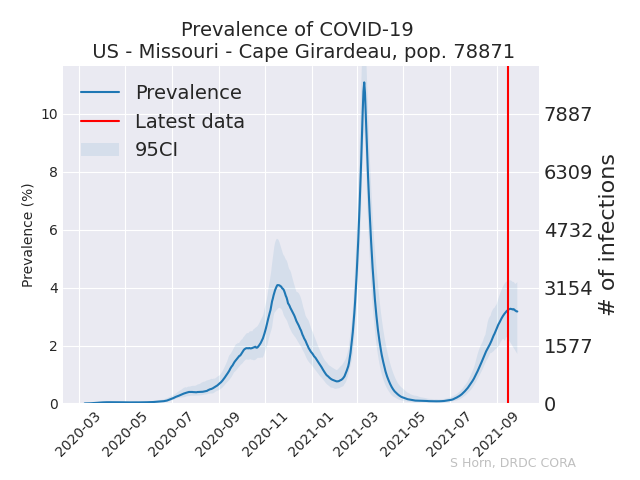 Prevalence of COVID-19
US - Missouri - Cape Girardeau, pop. 78871
Prevalence
Latest data
95CI
Prevalence (%)
10
8
6
4
2
0
7887
6309
4732
3154
1577
0
# of infections
2020-03
2020-05
2020-07
2020-09
2020-11
2021-01
2021-03
2021-05
2021-07
2021-09
S Horn, DRDC CORA